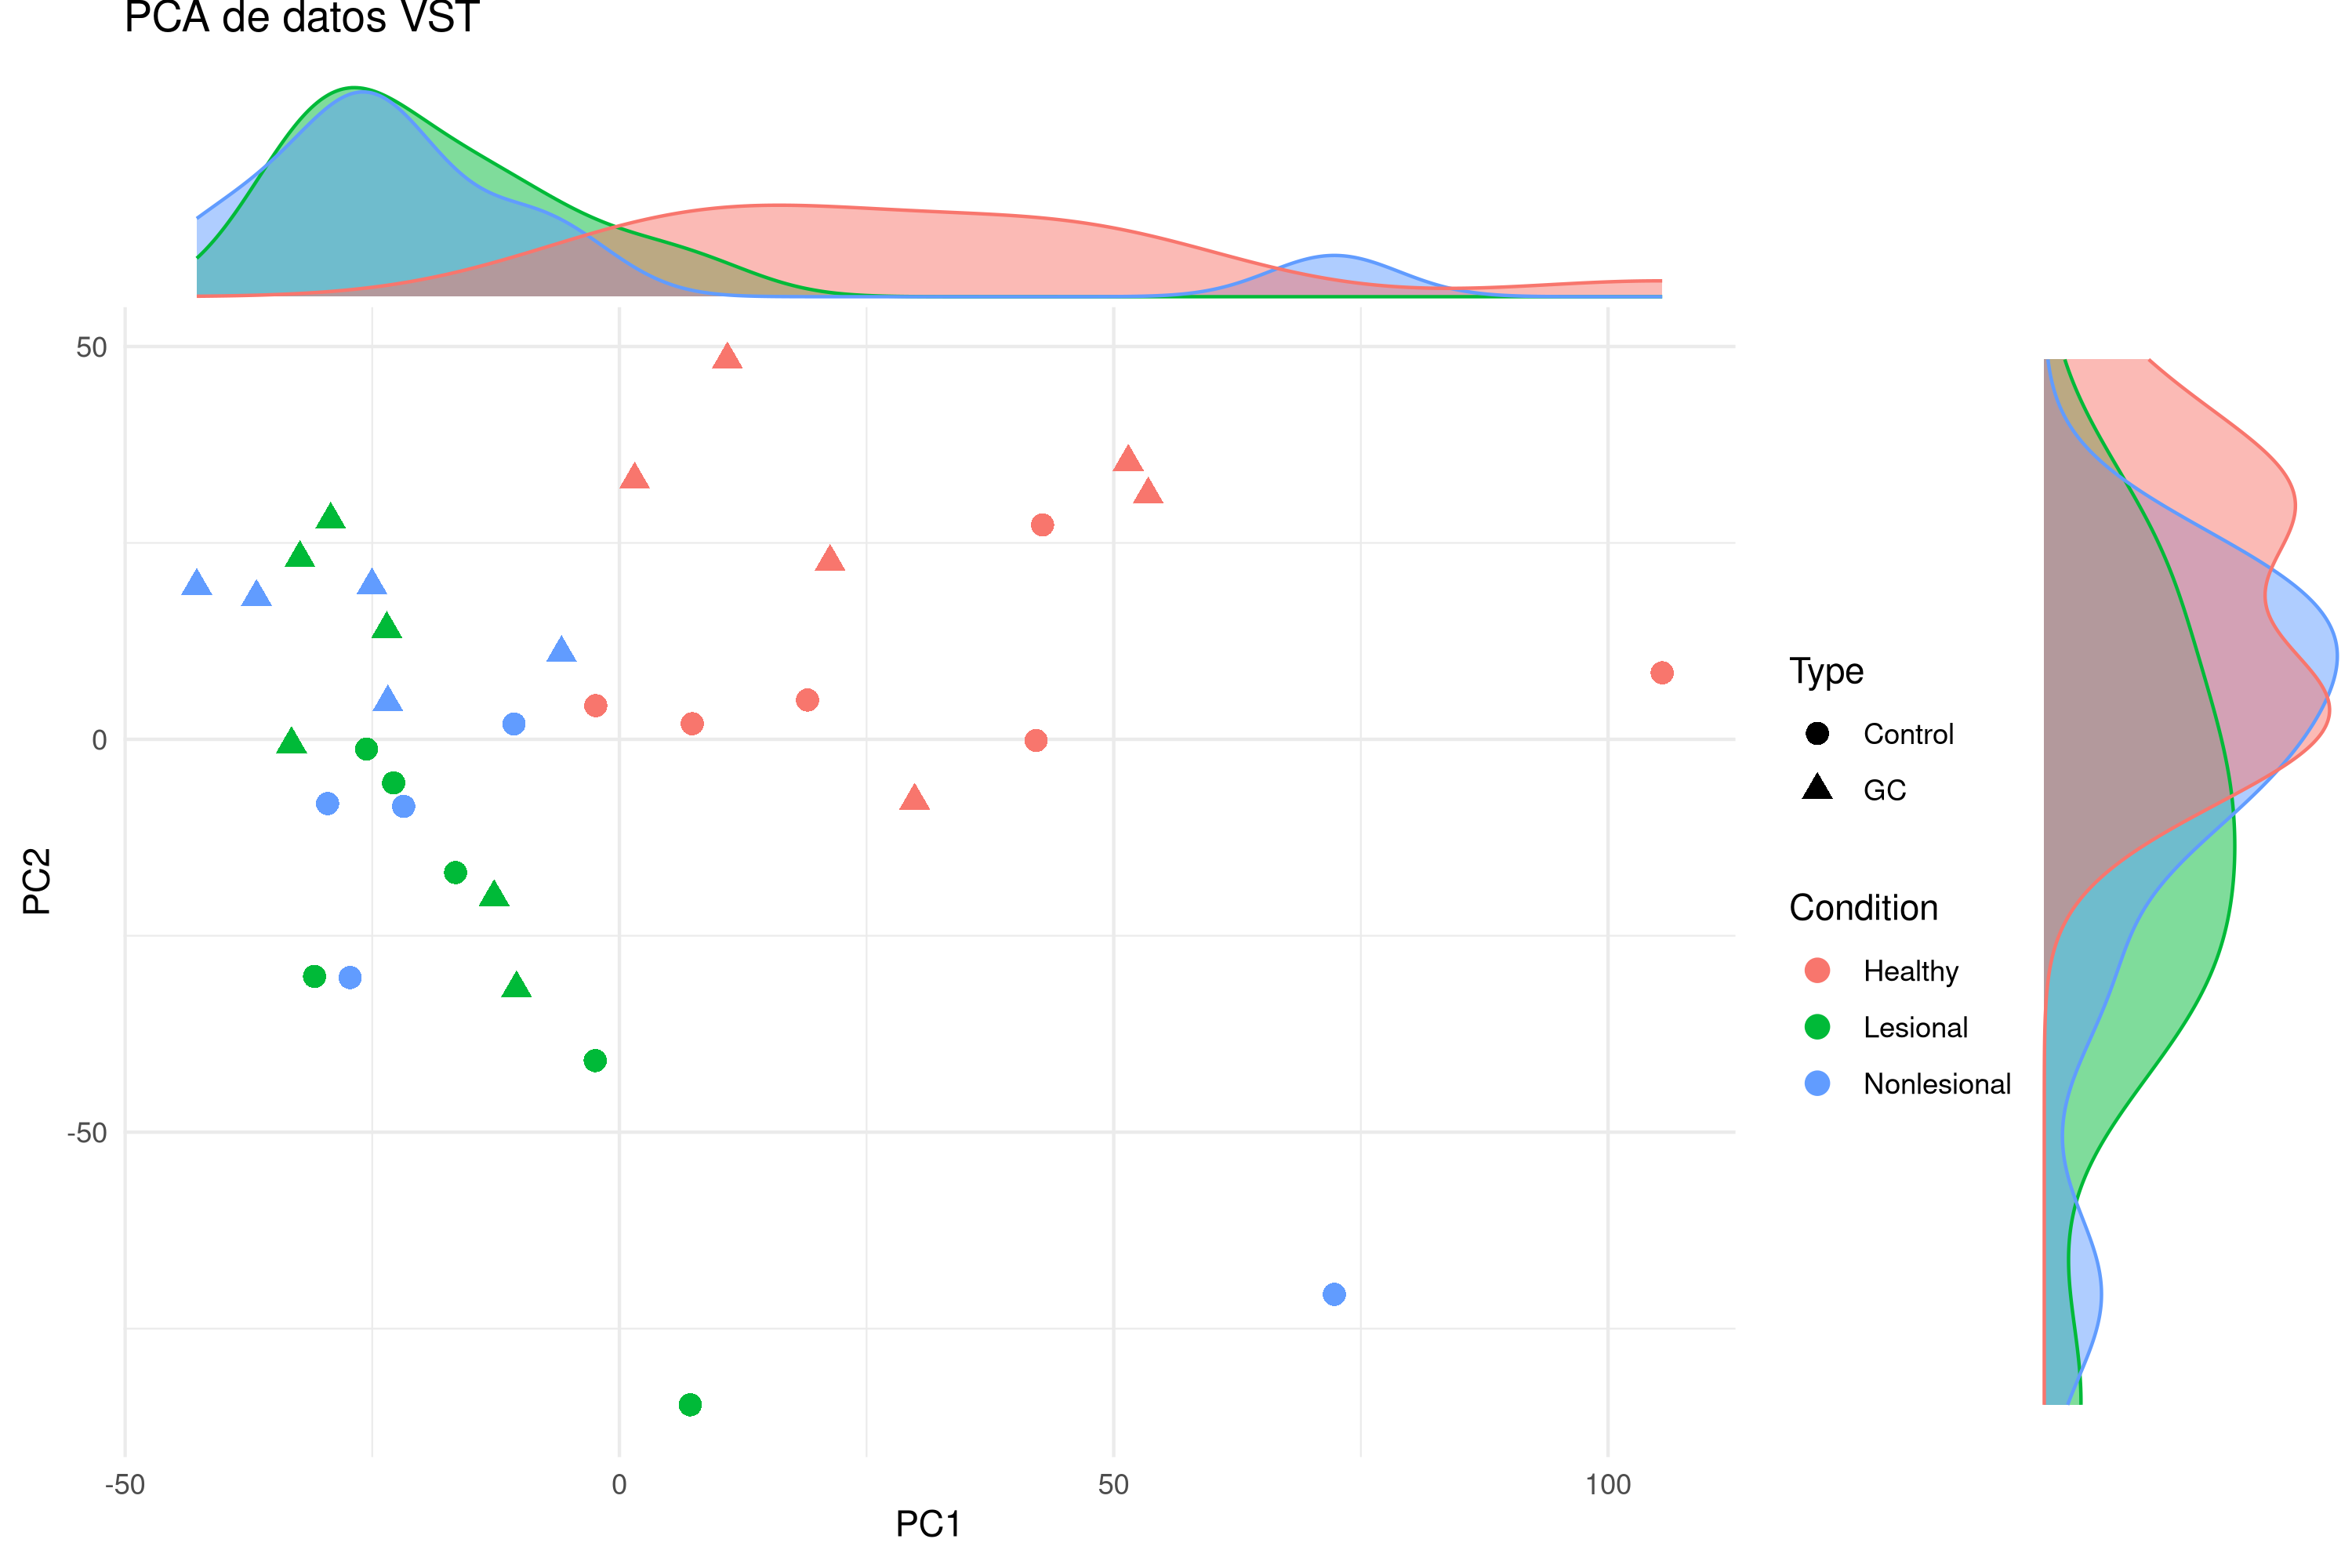 PCA de datos VST
50
0
-50
PC2
-50
0
50
100
PC1
Type
Control
GC
Condition
Healthy
Lesional
Nonlesional